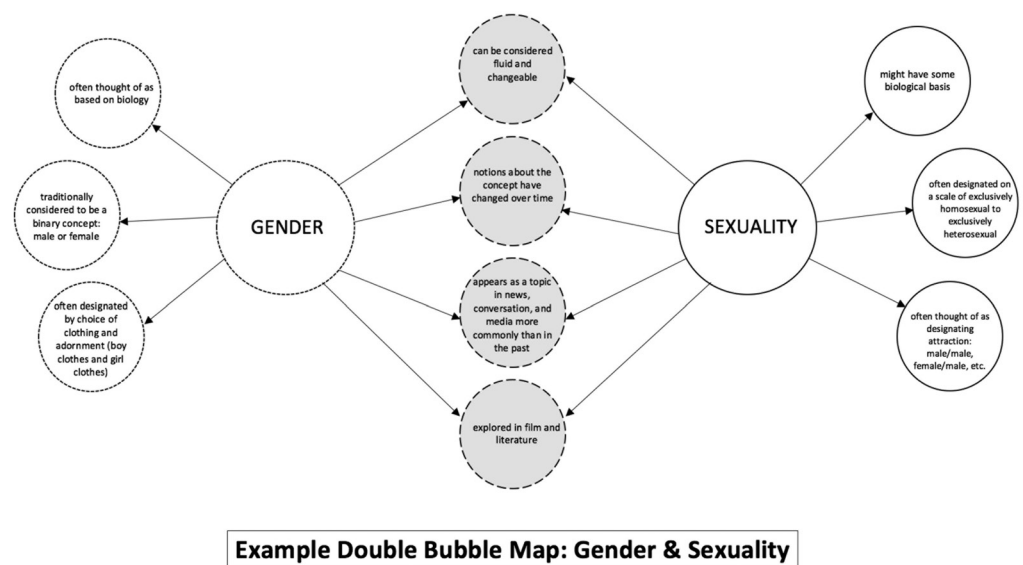 often thought of as
based on biology
traditionally
considered to be a
binary concept:
male or female
often designated
by choice of
clothing and
adornment (boy
clothes and girl
clothes)
GENDER
can be considered
fluid and
changeable
notions about the
concept have
changed over time
appears as a topic
in news,
conversation, and
media more
commonly than in
the past
explored in film and
literature
SEXUALITY
might have some
biological basis
often designated on
a scale of exclusively
homosexual to
exclusively
heterosexual
often thought of as
designating
attraction:
male/male,
female/male, etc.
Example Double Bubble Map: Gender & Sexuality